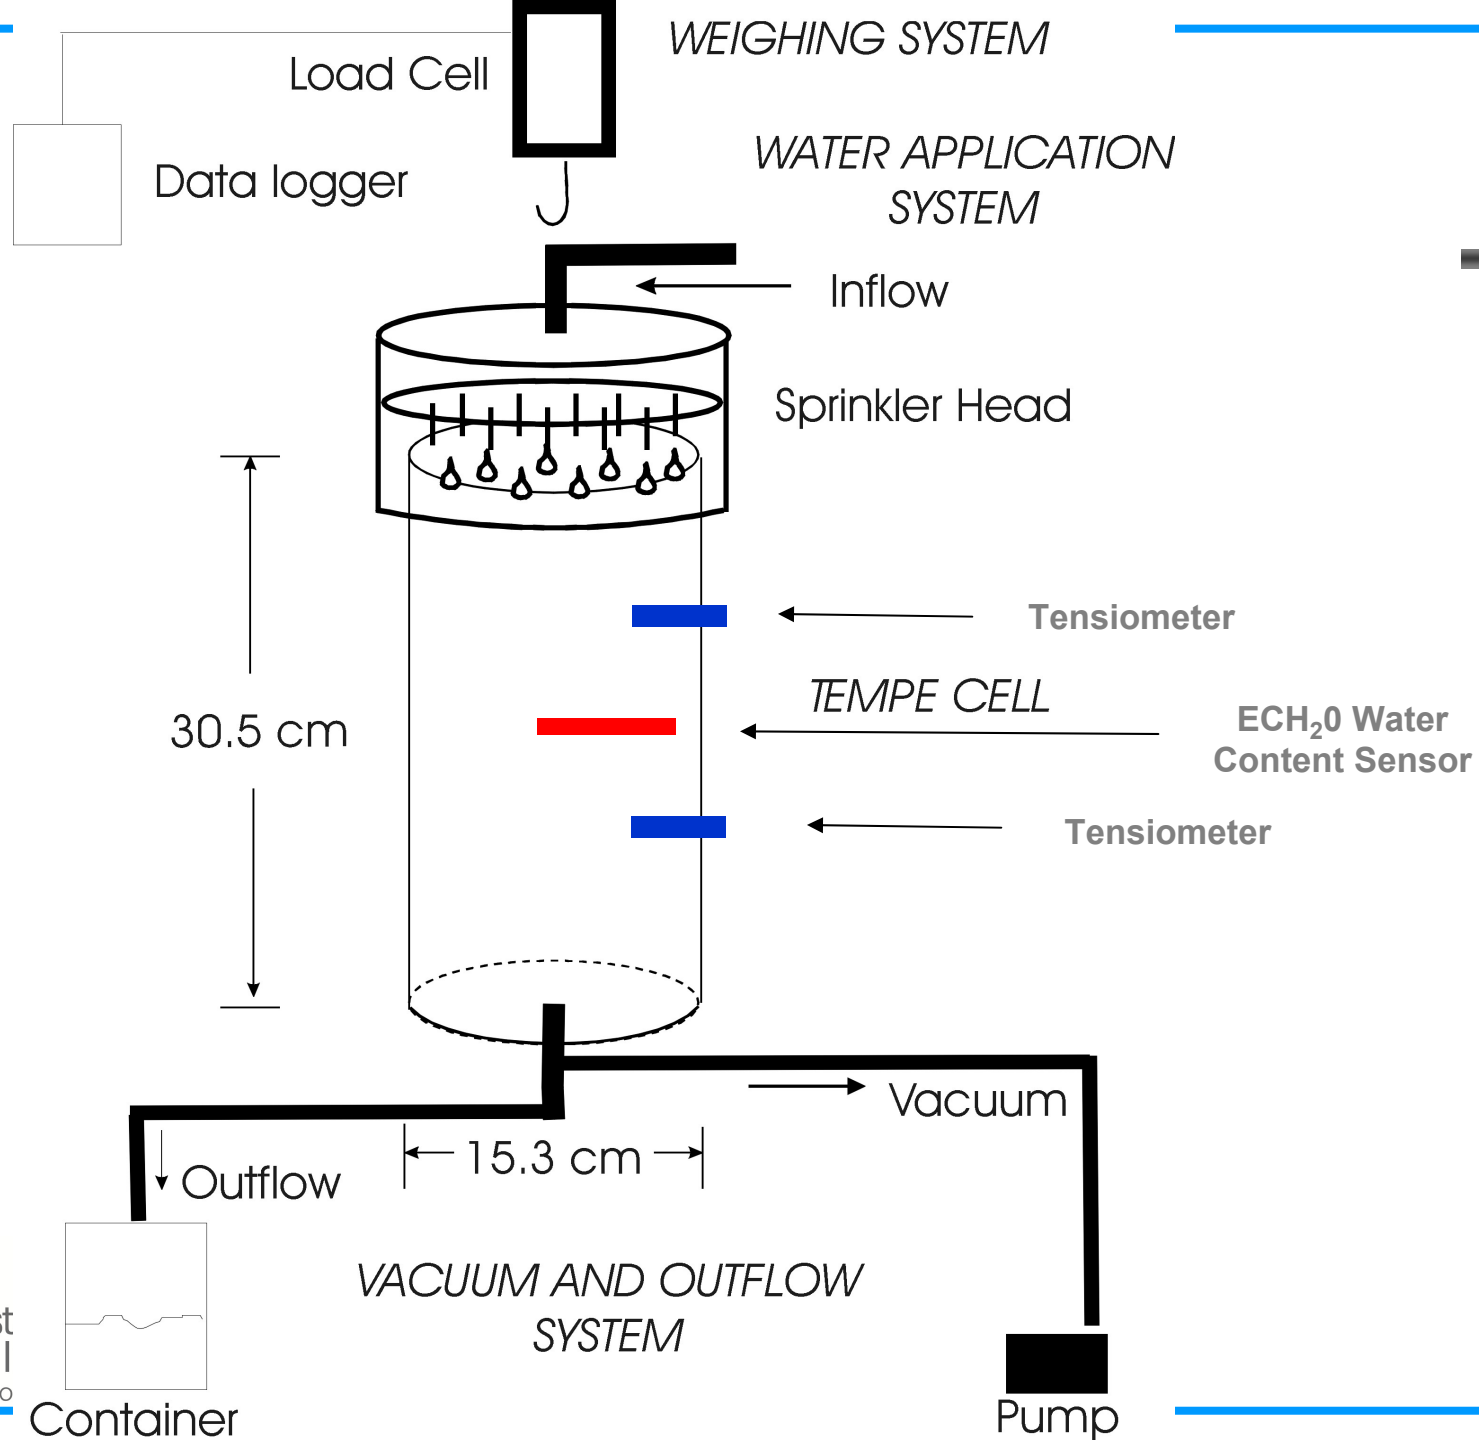 WEIGHING SYSTEM
Load Cell
WATER APPLICATION
SYSTEM
Data logger
Inflow
Sprinkler Head
Tensiometer
TEMPE CELL
ECH₂0 Water
Content Sensor
30.5 cm
Tensiometer
Vacuum
15.3 cm
Outflow
VACUUM AND OUTFLOW
SYSTEM
Container
Pump